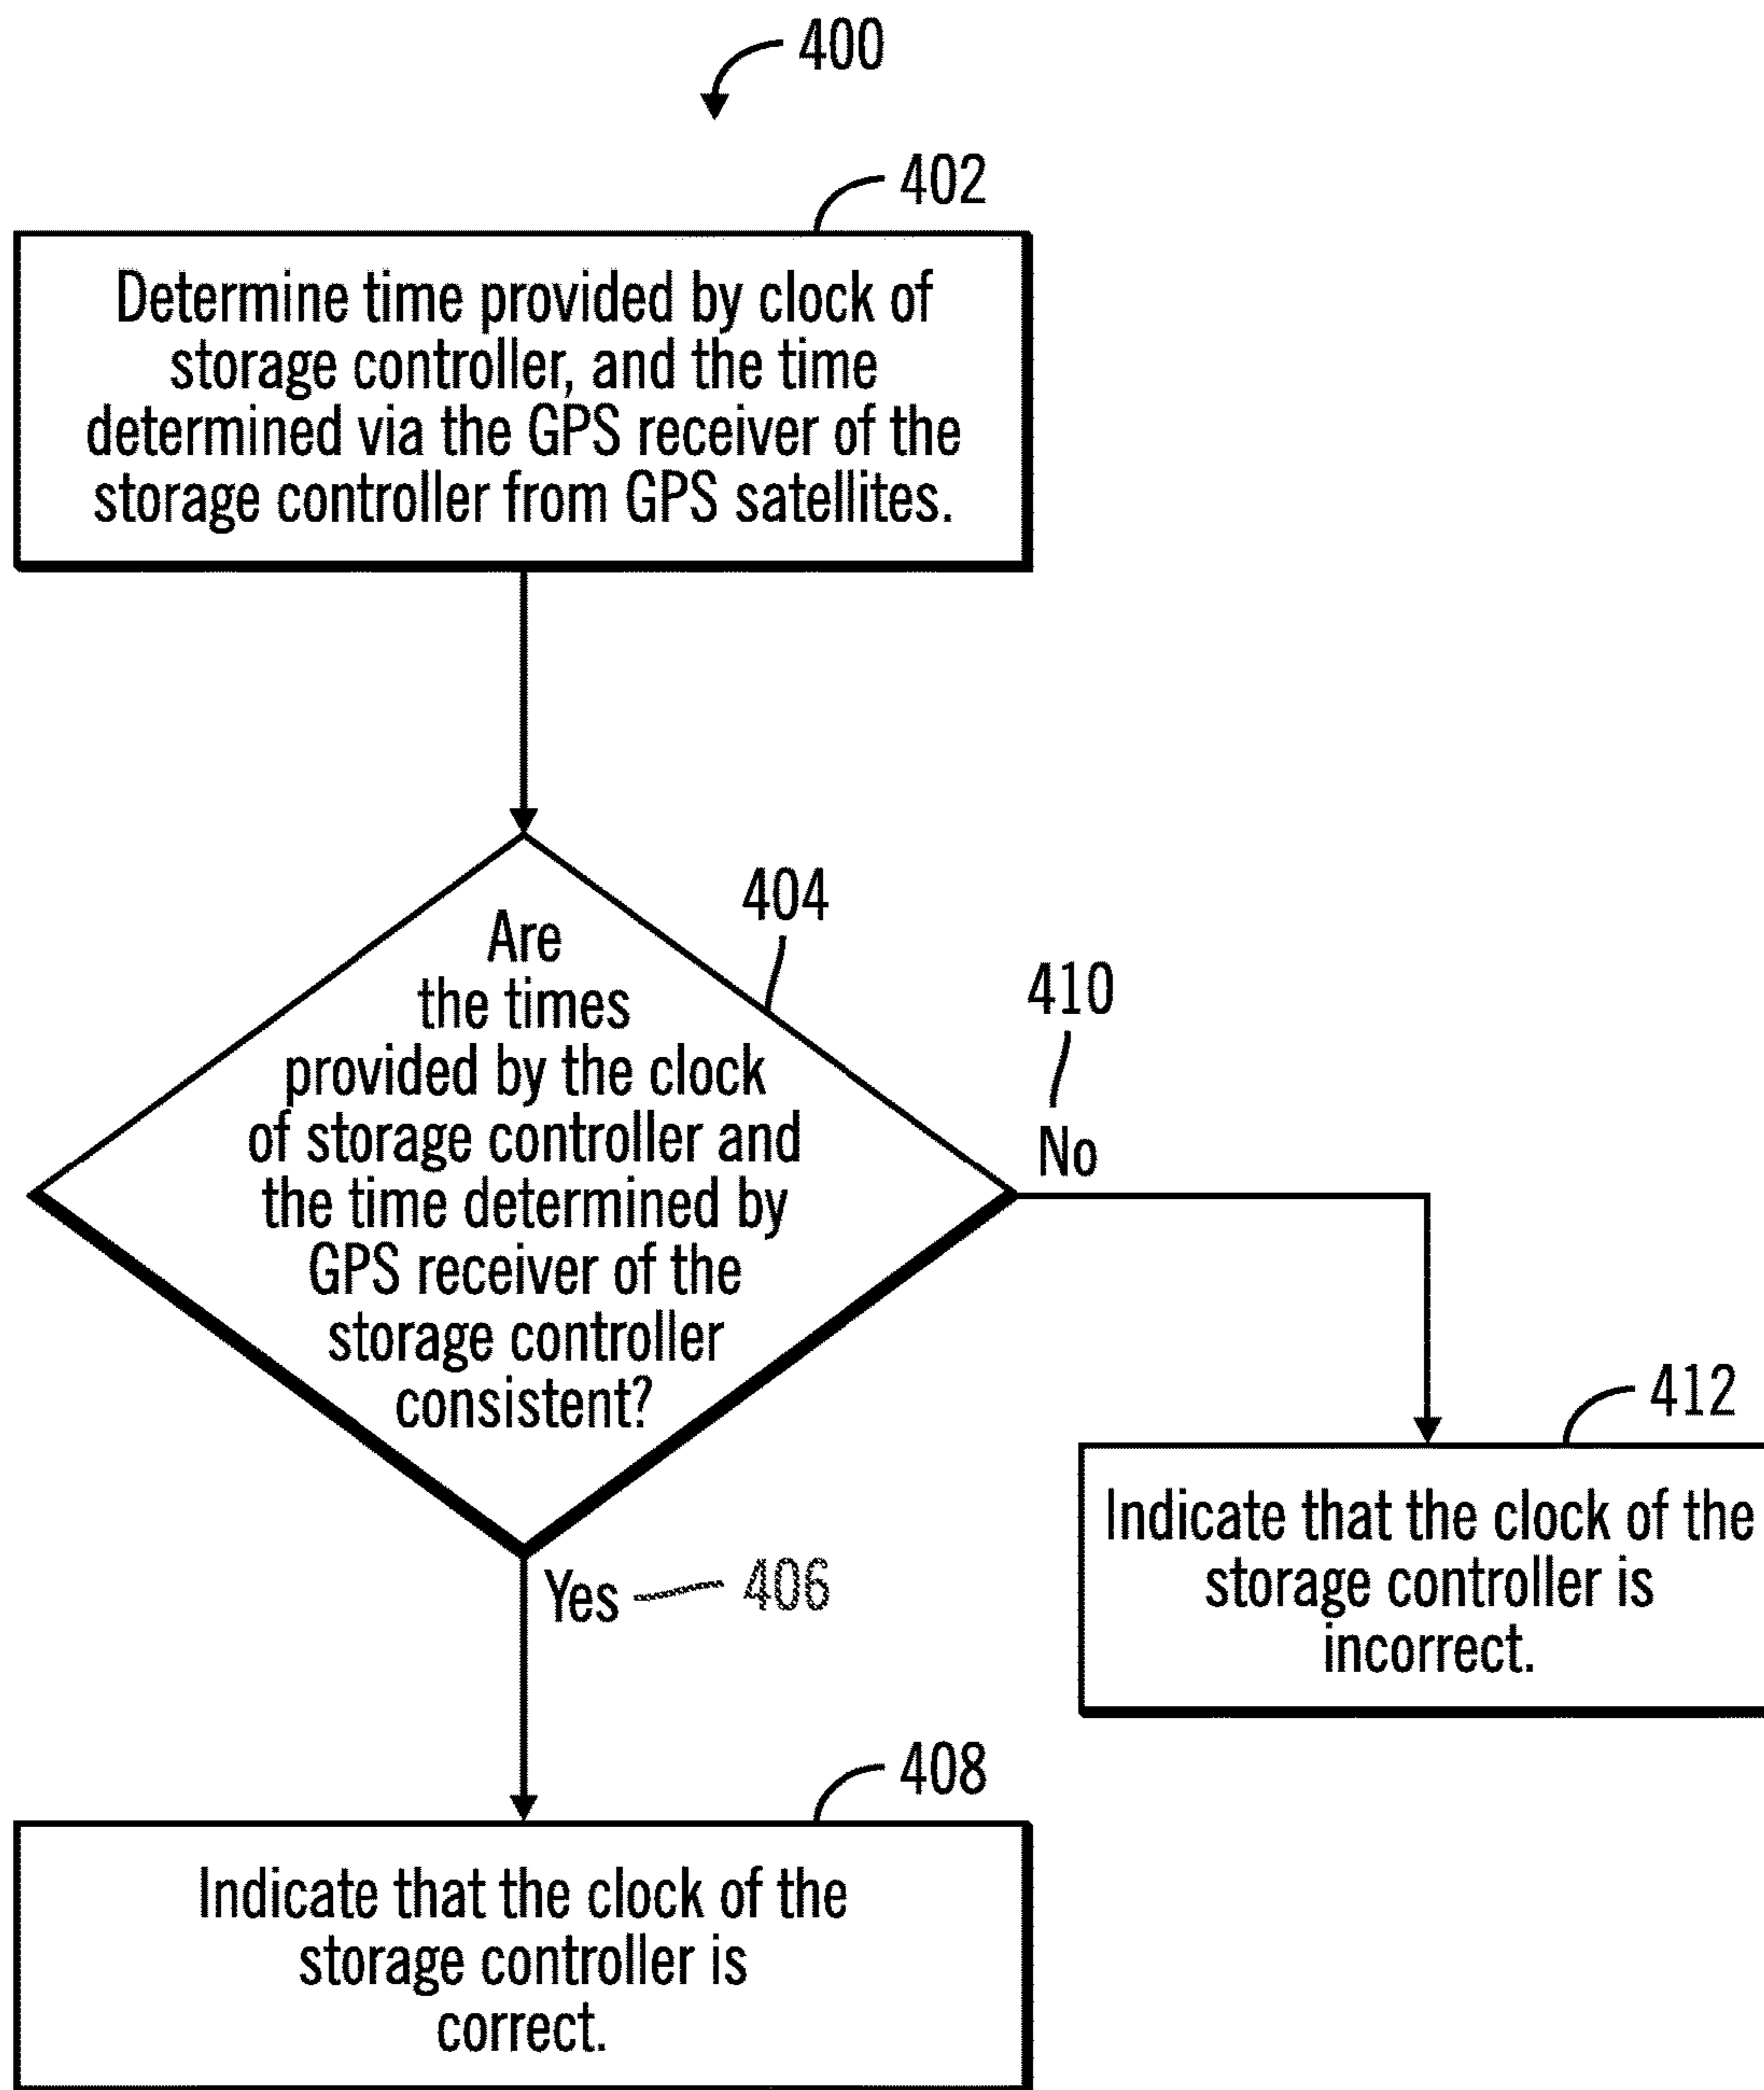 400
402
Determine time provided by clock of
storage controller, and the time
determined via the GPS receiver of the
storage controller from GPS satellites.
404
Are
the times
provided by the clock
of storage controller and
the time determined by
GPS receiver of the
storage controller
consistent?
410
No
412
Indicate that the clock of the
storage controller is
incorrect.
Yes 406
408
Indicate that the clock of the
storage controller is
correct.